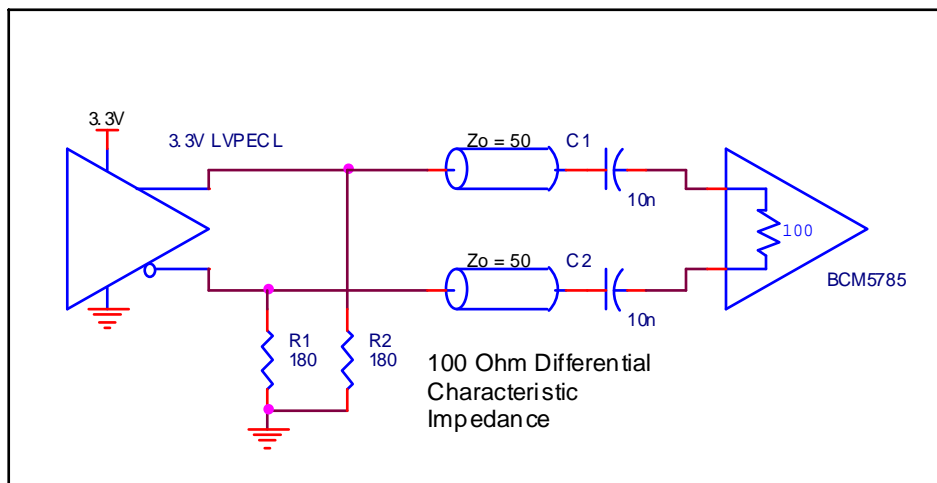 3.3V
3.3V LVPECL
Zo = 50
C1
10n
100
Zo = 50
C2
10n
BCM5785
R1
180
R2
180
100 Ohm Differential
Characteristic
Impedance